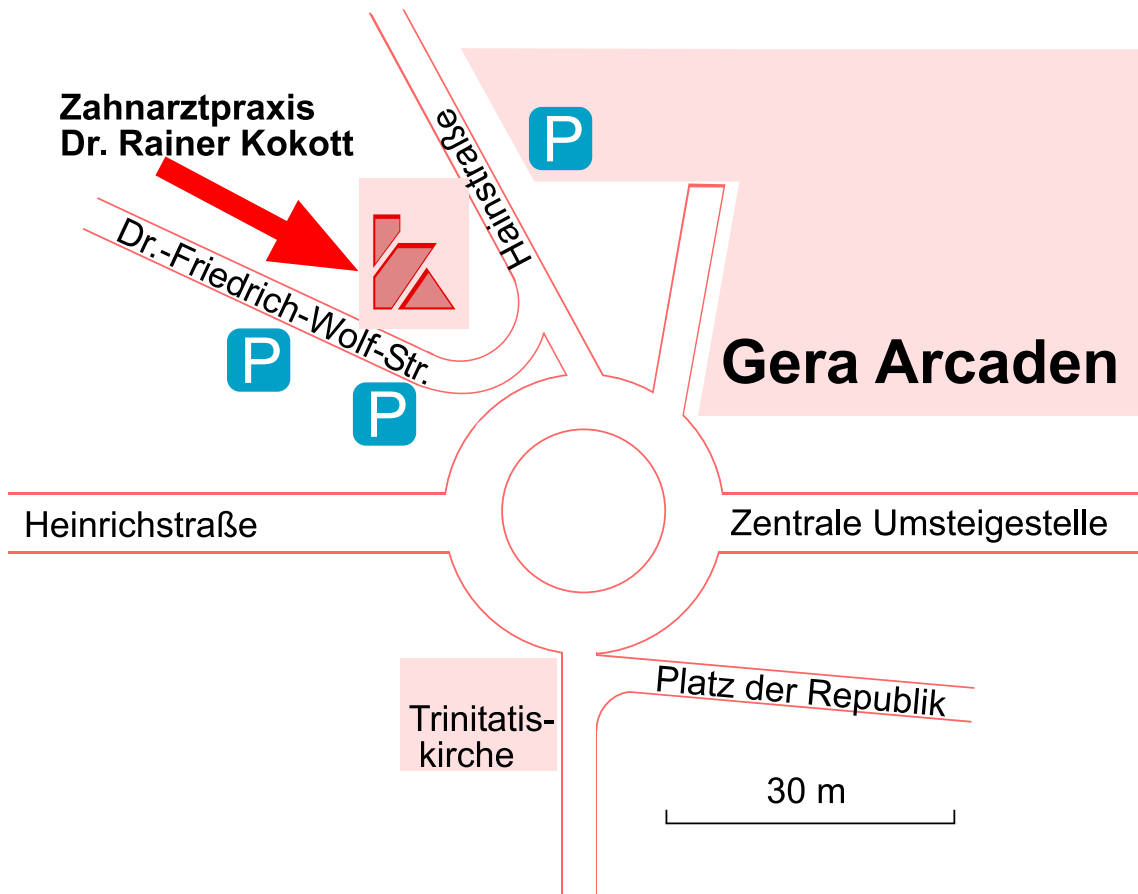 Zahnarztpraxis
Dr. Rainer Kokott
P
Hainstraße
Dr.-Friedrich-Wolf-Str.
P
P
Gera Arcaden
Heinrichstraße
Zentrale Umsteigestelle
Platz der Republik
Trinitatis-
kirche
30 m